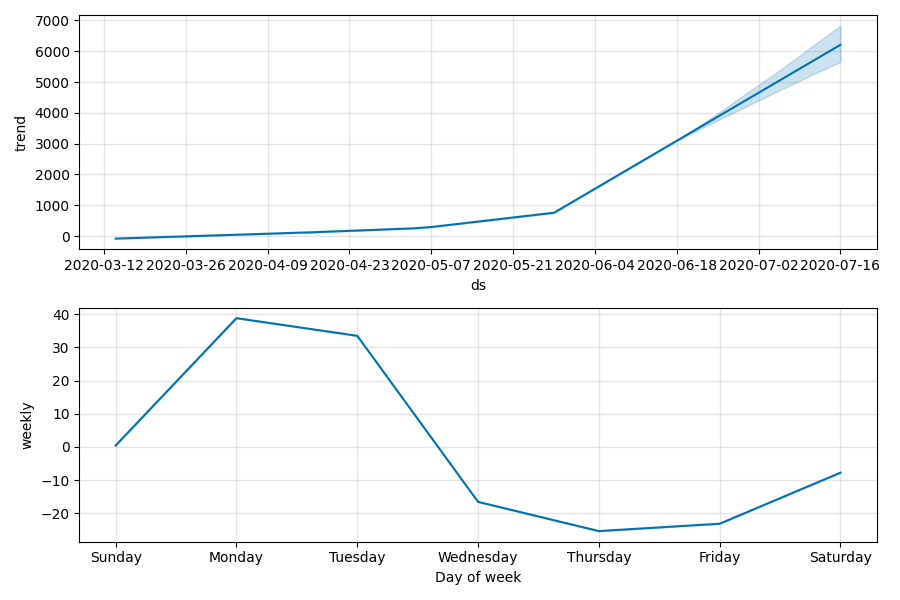 7000
6000
5000
4000
3000
2000
1000
0
trend
2020-03-12 2020-03-26 2020-04-09 2020-04-23 2020-05-07 2020-05-21 2020-06-04 2020-06-18 2020-07-02 2020-07-16
ds
40
30
20
10
0
−10
−20
weekly
Sunday Monday Tuesday Wednesday Thursday Friday Saturday
Day of week